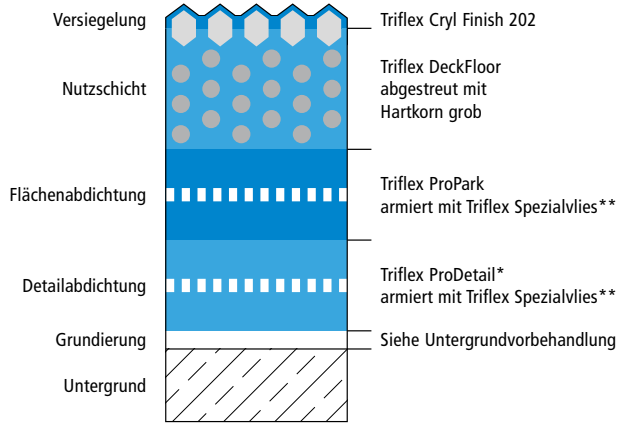 Versiegelung
Triflex Cryl Finish 202
Nutzschicht
Triflex DeckFloor
abgestreut mit
Hartkorn grob
Flächenabdichtung
Triflex ProPark
armiert mit Triflex Spezialvlies**
Detailabdichtung
Triflex ProDetail*
armiert mit Triflex Spezialvlies**
Grundierung
Siehe Untergrundvorbehandlung
Untergrund